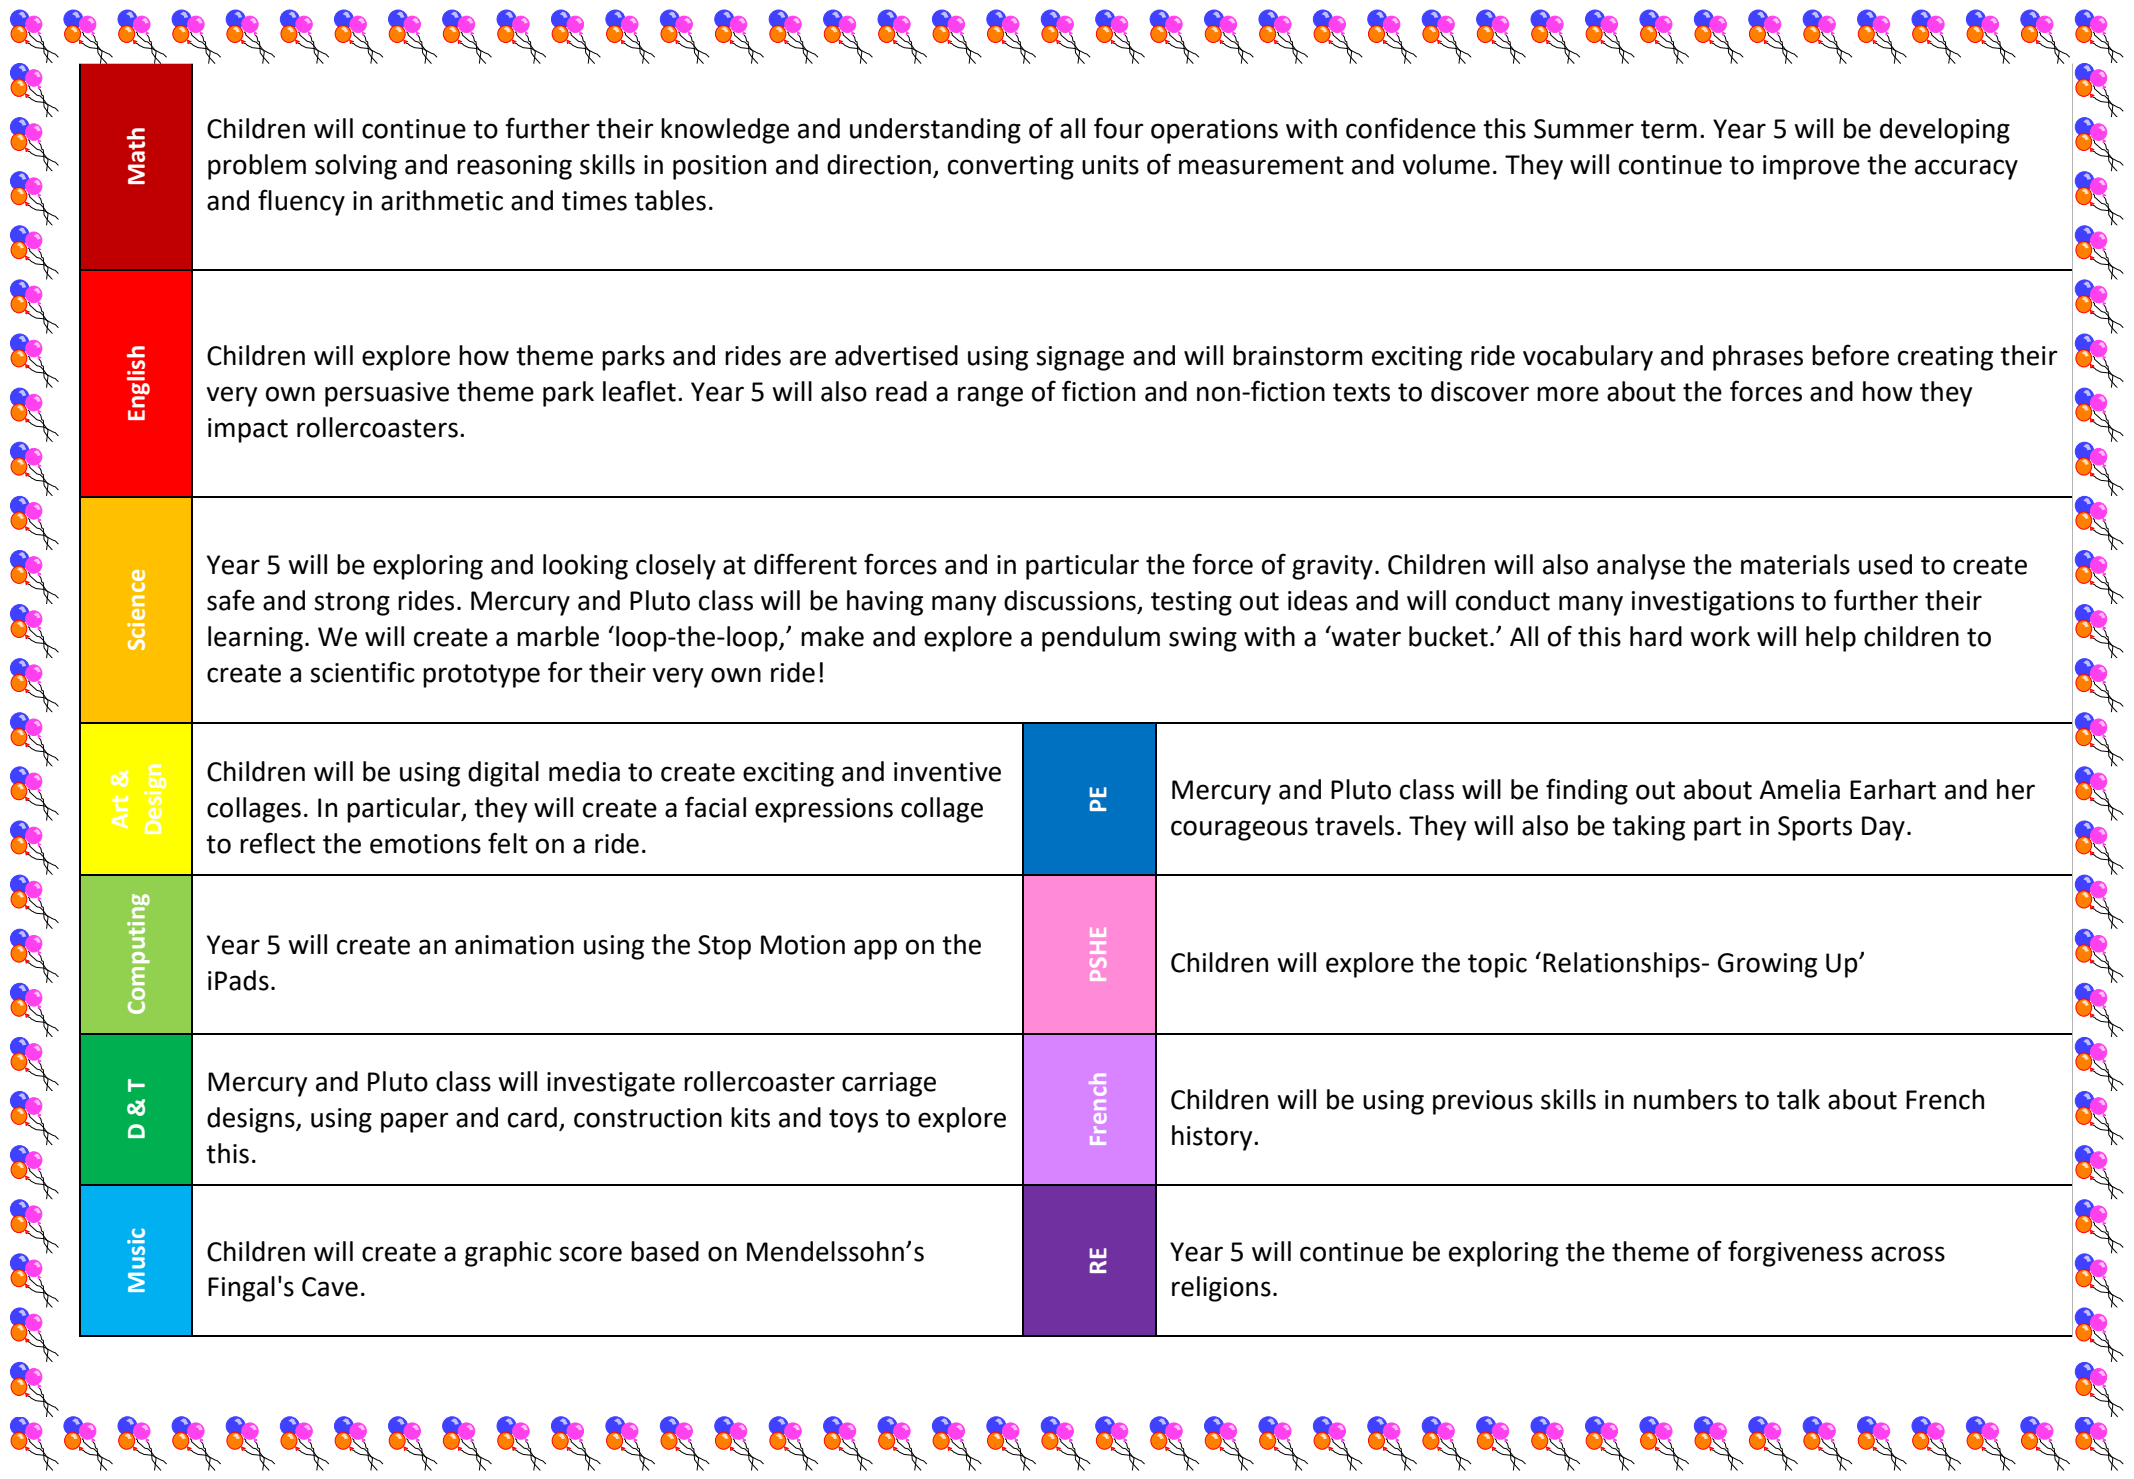 Math
Children will continue to further their knowledge and understanding of all four operations with confidence this Summer term. Year 5 will be developing
problem solving and reasoning skills in position and direction, converting units of measurement and volume. They will continue to improve the accuracy
and fluency in arithmetic and times tables.
English
Children will explore how theme parks and rides are advertised using signage and will brainstorm exciting ride vocabulary and phrases before creating their
very own persuasive theme park leaflet. Year 5 will also read a range of fiction and non-fiction texts to discover more about the forces and how they
impact rollercoasters.
Science
Year 5 will be exploring and looking closely at different forces and in particular the force of gravity. Children will also analyse the materials used to create
safe and strong rides. Mercury and Pluto class will be having many discussions, testing out ideas and will conduct many investigations to further their
learning. We will create a marble ‘loop-the-loop,’ make and explore a pendulum swing with a ‘water bucket.’ All of this hard work will help children to
create a scientific prototype for their very own ride!
Art &
Design
Children will be using digital media to create exciting and inventive
collages. In particular, they will create a facial expressions collage
to reflect the emotions felt on a ride.
PE
Mercury and Pluto class will be finding out about Amelia Earhart and her
courageous travels. They will also be taking part in Sports Day.
Computing
Year 5 will create an animation using the Stop Motion app on the
iPads.
PSHE
Children will explore the topic ‘Relationships- Growing Up’
D & T
Mercury and Pluto class will investigate rollercoaster carriage
designs, using paper and card, construction kits and toys to explore
this.
French
Children will be using previous skills in numbers to talk about French
history.
Music
Children will create a graphic score based on Mendelssohn’s
Fingal's Cave.
RE
Year 5 will continue be exploring the theme of forgiveness across
religions.